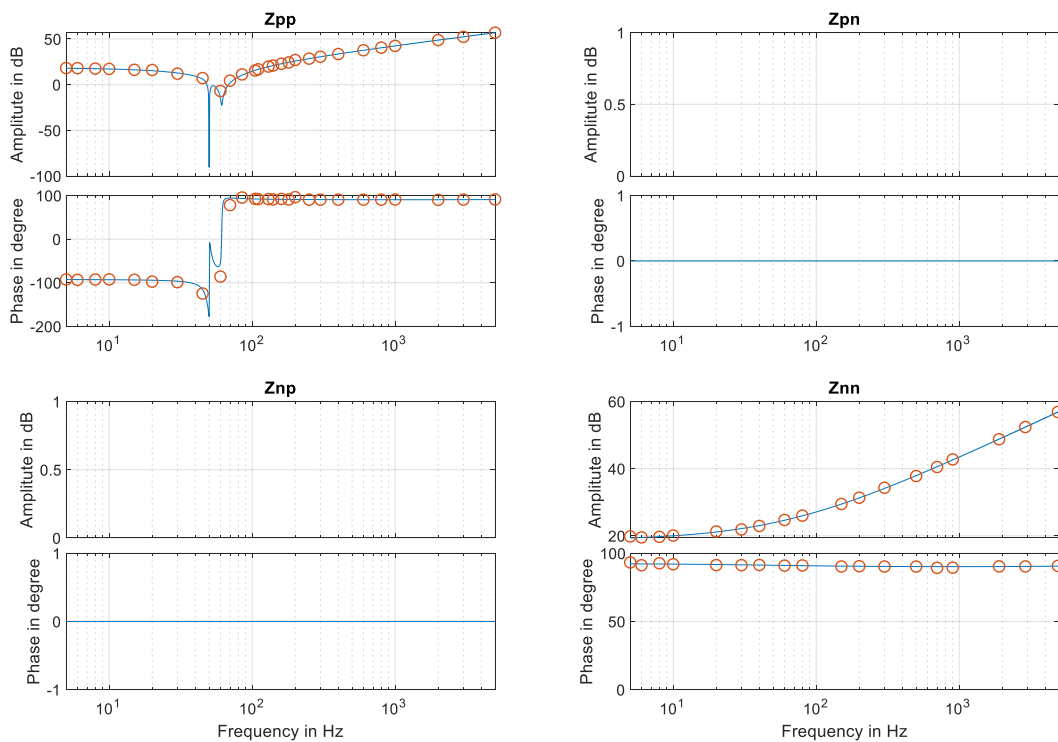 Zpp
Amplitute in dB
50
0
-50
-100
Phase in degree
100
0
-100
-200
10^1
10^2
10^3
Zpn
Amplitute in dB
1
0.5
0
Phase in degree
1
0
-1
10^1
10^2
10^3
Znp
Amplitute in dB
1
0.5
0
Phase in degree
1
0
-1
10^1
10^2
10^3
Frequency in Hz
Znn
Amplitute in dB
60
40
20
Phase in degree
100
50
0
10^1
10^2
10^3
Frequency in Hz